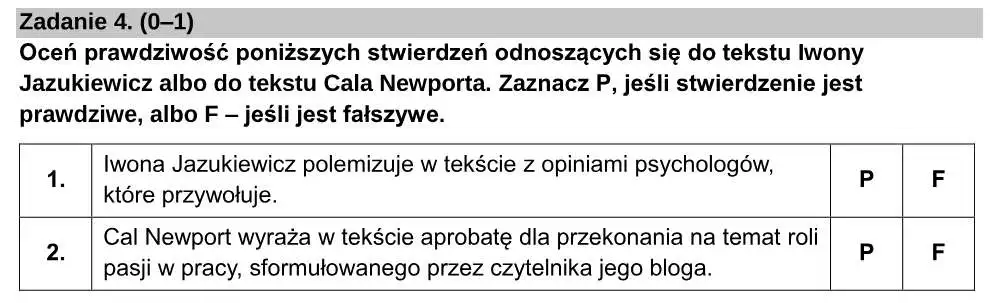 Zadanie 4. (0–1)
Oceń prawdziwość poniższych stwierdzeń odnoszących się do tekstu Iwony
Jazukiewicz albo do tekstu Cala Newporta. Zaznacz P, jeśli stwierdzenie jest
prawdziwe, albo F – jeśli jest fałszywe.
1. Iwona Jazukiewicz polemizuje w tekście z opiniami psychologów, P F
które przywołuje.
2. Cal Newport wyraża w tekście aprobatę dla przekonania na temat roli P F
pasji w pracy, sformułowanego przez czytelnika jego bloga.